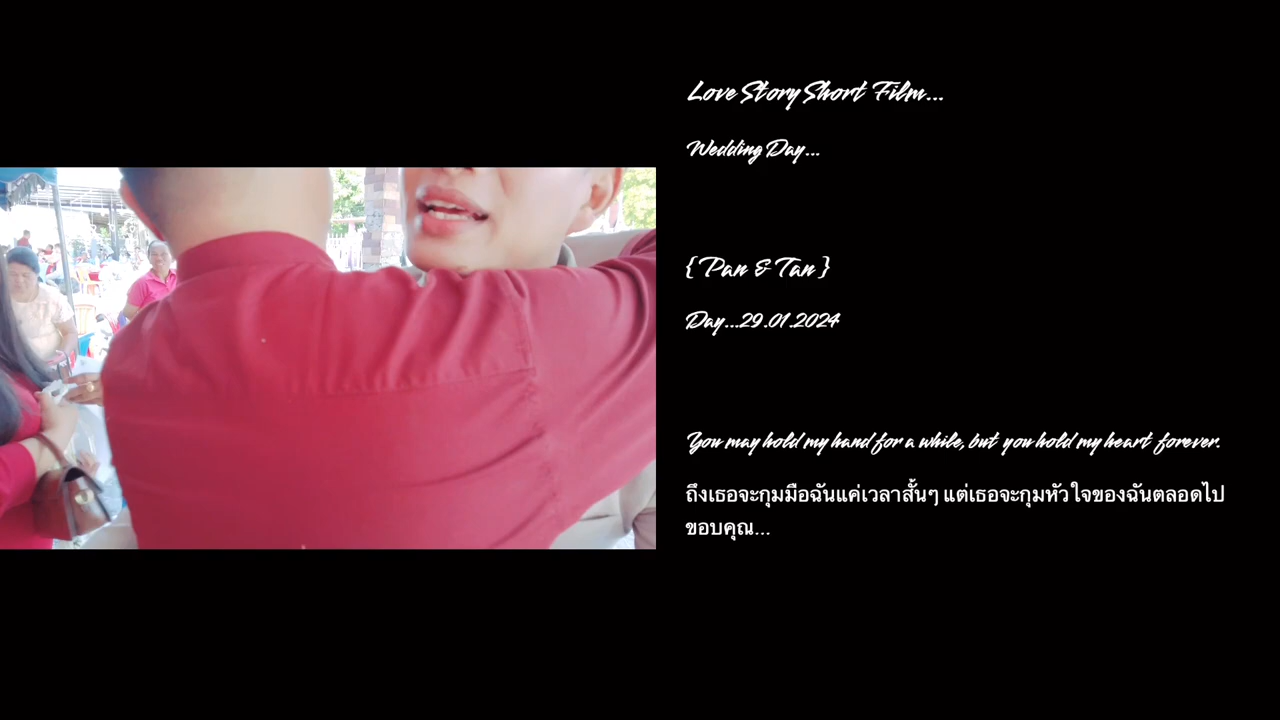 Love Story Short Film...
Wedding Day...
{ Pan & Tan }
Day...29.01.2024
You may hold my hand for a while, but you hold my heart forever.
ถึงเธอจะกุมมือฉันแค่เวลาสั้นๆ แต่เธอจะกุมหัวใจของฉันตลอดไป
ขอบคุณ...